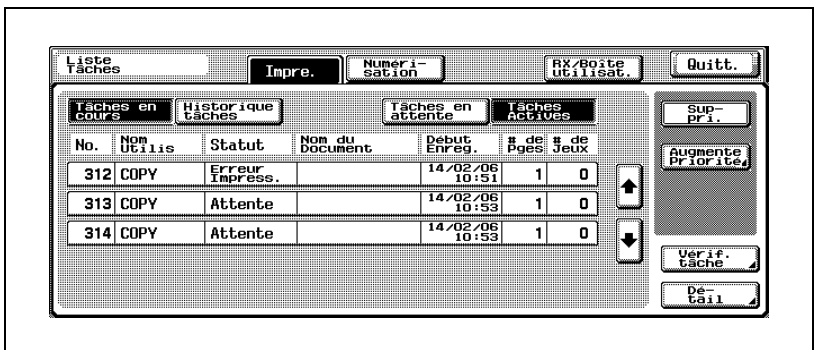 Liste
Tâches
Impre.
Numéri-
sation
RX/Boîte
utilisat.
Quitt.
Tâches en
cours
Historique
tâches
Tâches en
attente
Tâches
Actives
Sup-
pri.
No.
Nom
Utilis
Statut
Nom du
Document
Début
Enreg.
# de
Pges
# de
Jeux
Augmente
Priorité
312 COPY Erreur
Impress.
14/02/06
10:51
1 0
313 COPY Attente 14/02/06
10:53
1 0
314 COPY Attente 14/02/06
10:53
1 0
Vérif.
tâche
Dé-
tail